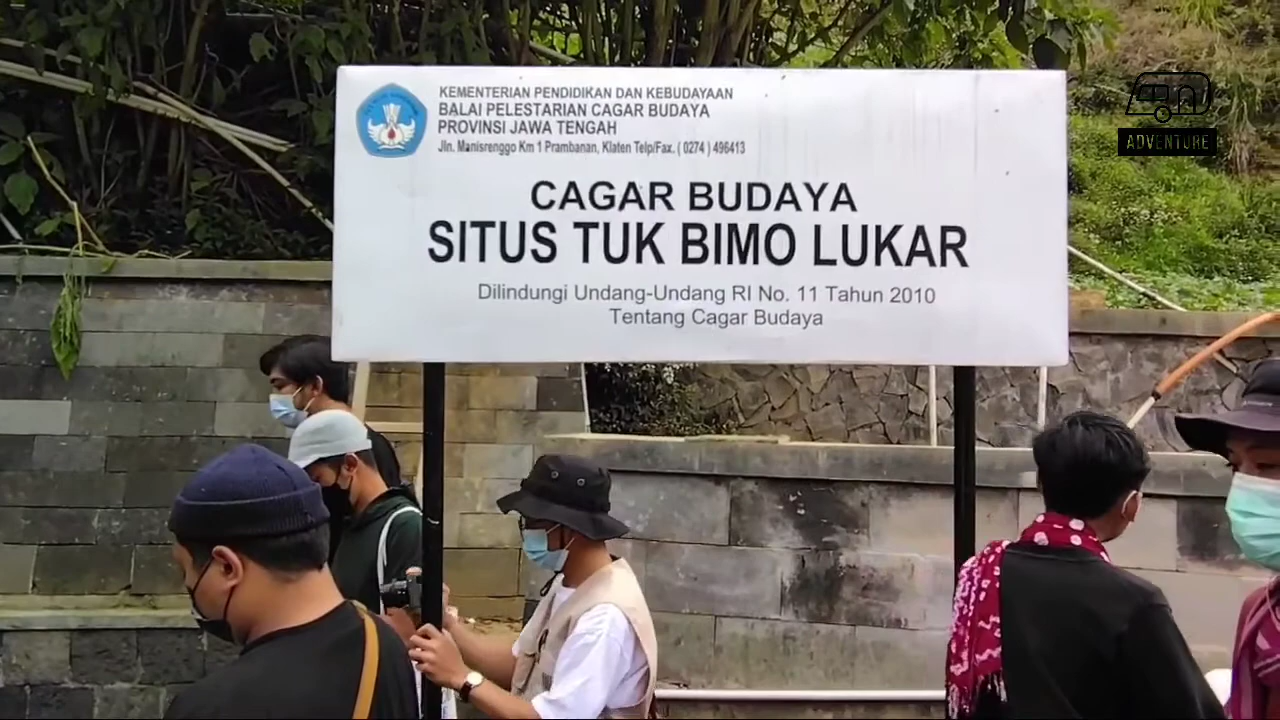 KEMENTERIAN PENDIDIKAN DAN KEBUDAYAAN
BALAI PELESTARIAN CAGAR BUDAYA
PROVINSI JAWA TENGAH
Jln. Manisrenggo Km 1 Prambanan, Klaten Telp/Fax. ( 0274 ) 496413
CAGAR BUDAYA
SITUS TUK BIMO LUKAR
Dilindungi Undang-Undang RI No. 11 Tahun 2010
Tentang Cagar Budaya
ADVENTURE